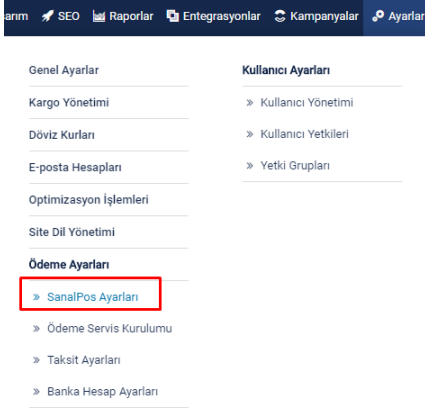 arım SEO Raporlar Entegrasyonlar Kampanyalar Ayarlar
Genel Ayarlar
Kargo Yönetimi
Döviz Kurları
E-posta Hesapları
Optimizasyon İşlemleri
Site Dil Yönetimi
Ödeme Ayarları
» SanalPos Ayarları
» Ödeme Servis Kurulumu
» Taksit Ayarları
» Banka Hesap Ayarları
Kullanıcı Ayarları
» Kullanıcı Yönetimi
» Kullanıcı Yetkileri
» Yetki Grupları